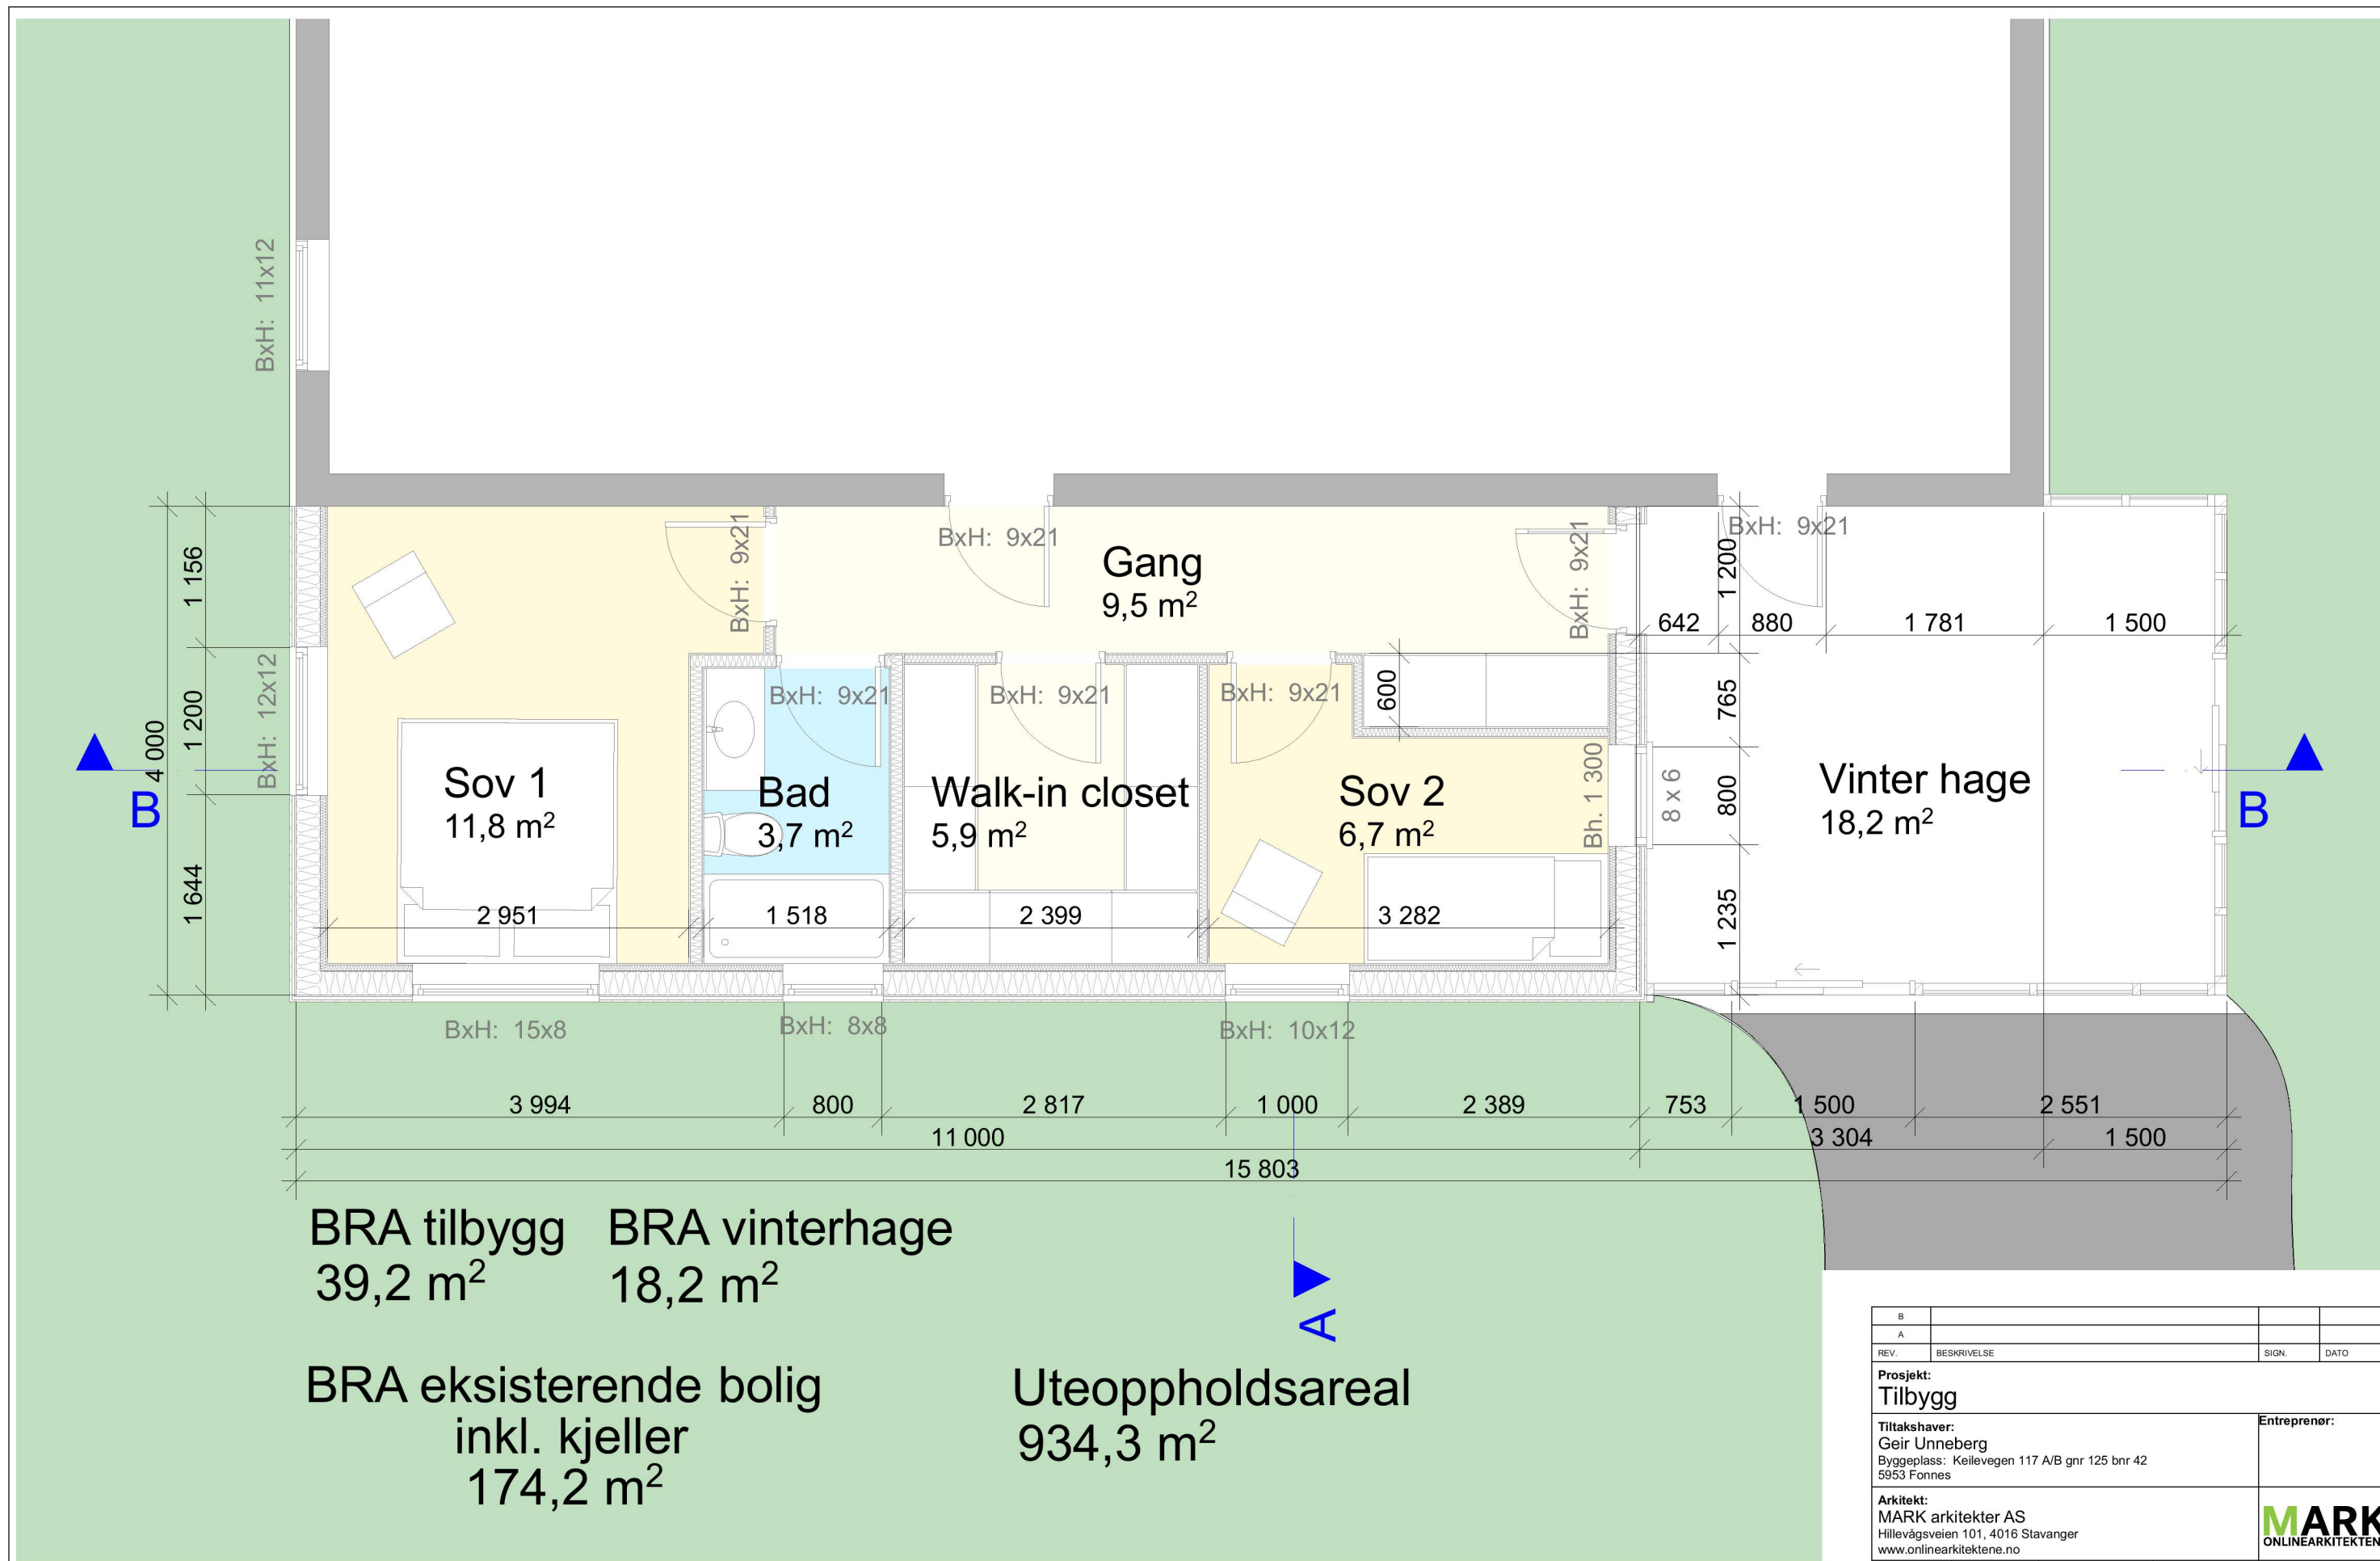 BxH: 11x12
BxH: 12x12
4 000
1 156
1 200
1 644
B
BxH: 9x21
BxH: 9x21
Gang
9,5 m²
BxH: 9x21
BxH: 9x21
1 200
642
880
1 781
1 500
BxH: 9x21
BxH: 9x21
BxH: 9x21
600
765
800
1 235
Sov 1
11,8 m²
Bad
3,7 m²
Walk-in closet
5,9 m²
Sov 2
6,7 m²
Bh. 1 300
8 x 6
Vinter hage
18,2 m²
B
2 951
1 518
2 399
3 282
BxH: 15x8
BxH: 8x8
BxH: 10x12
3 994
800
2 817
1 000
2 389
753
1 500
2 551
11 000
3 304
1 500
15 803
BRA tilbygg
39,2 m²
BRA vinterhage
18,2 m²
A
BRA eksisterende bolig
inkl. kjeller
174,2 m²
Uteoppholdsareal
934,3 m²
B
A
REV. BESKRIVELSE SIGN. DATO
Prosjekt:
Tilbygg
Tiltakshaver:
Geir Unneberg
Byggeplass: Keilevegen 117 A/B gnr 125 bnr 42
5953 Fonnes
Entreprenør:
Arkitekt:
MARK arkitekter AS
Hillevågsveien 101, 4016 Stavanger
www.onlinearkitektene.no
MARK
ONLINEARKITEKTEN